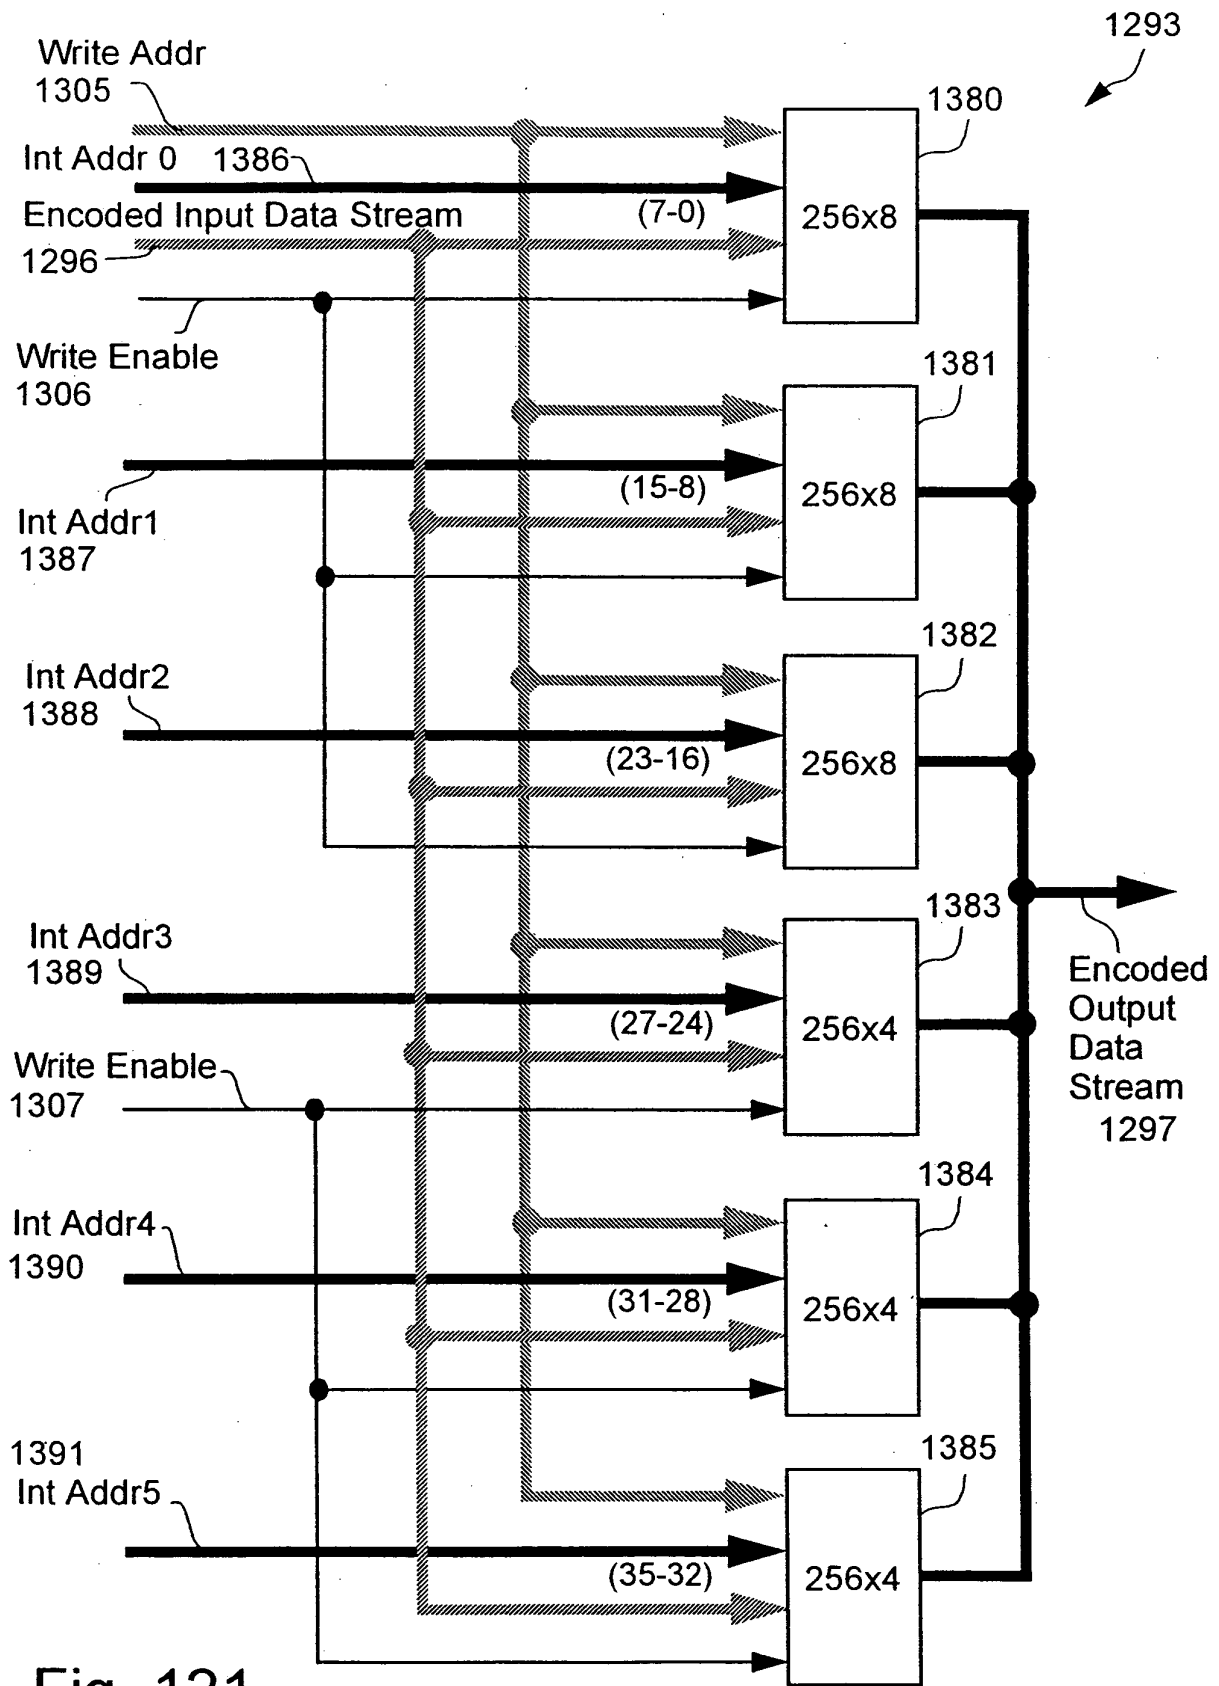 1293
Write Addr
1305
1380
Int Addr 0 1386
(7-0)
256x8
Encoded Input Data Stream
1296
Write Enable
1306
1381
(15-8)
256x8
Int Addr1
1387
1382
Int Addr2
1388
(23-16)
256x8
1383
Int Addr3
1389
(27-24)
256x4
Encoded
Output
Data
Stream
1297
Write Enable
1307
1384
Int Addr4
1390
(31-28)
256x4
1385
1391
Int Addr5
(35-32)
256x4
Fig. 121